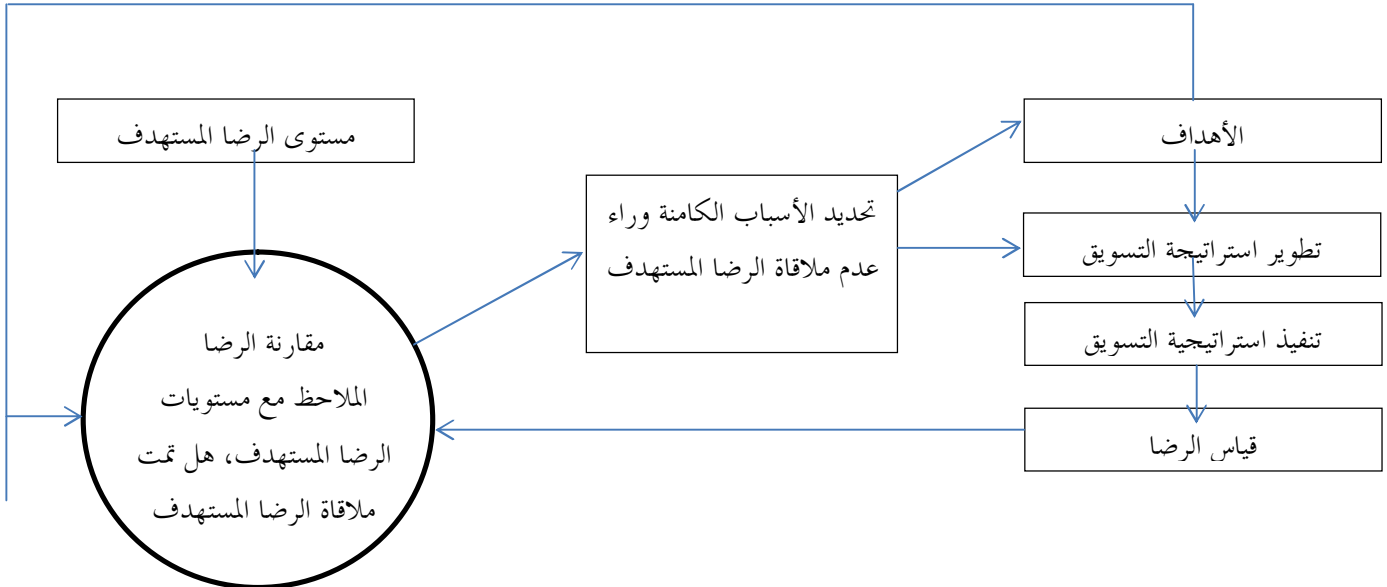 الأهداف
مستوى الرضا المستهدف
تحديد الأسباب الكامنة وراء
عدم ملاقاة الرضا المستهدف
تطوير استراتيجة التسويق
تنفيذ استراتيجية التسويق
قياس الرضا
مقارنة الرضا
الملاحظ مع مستويات
الرضا المستهدف، هل تمت
ملاقاة الرضا المستهدف